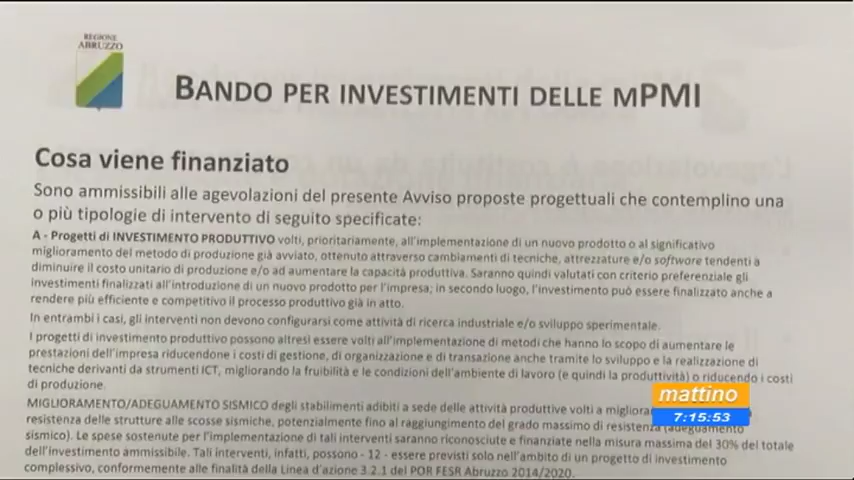 REGIONE
ABRUZZO
BANDO PER INVESTIMENTI DELLE MPMI
Cosa viene finanziato
Sono ammissibili alle agevolazioni del presente Avviso proposte progettuali che contemplino una
o più tipologie di intervento di seguito specificate:
A - Progetti di INVESTIMENTO PRODUTTIVO volti, prioritariamente, all'implementazione di un nuovo prodotto o al significativo
miglioramento del metodo di produzione già avviato, ottenuto attraverso cambiamenti di tecniche, attrezzature e/o software tendenti a
diminuire il costo unitario di produzione e/o ad aumentare la capacità produttiva. Saranno quindi valutati con criterio preferenziale gli
investimenti finalizzati all'introduzione di un nuovo prodotto per l'impresa; in secondo luogo, l'investimento può essere finalizzato anche a
rendere più efficiente e competitivo il processo produttivo già in atto.
In entrambi i casi, gli interventi non devono configurarsi come attività di ricerca industriale e/o sviluppo sperimentale.
I progetti di investimento produttivo possono altresì essere volti all'implementazione di metodi che hanno lo scopo di aumentare le
prestazioni dell'impresa riducendone i costi di gestione, di organizzazione e di transazione anche tramite lo sviluppo e la realizzazione di
tecniche derivanti da strumenti ICT, migliorando la fruibilità e le condizioni dell'ambiente di lavoro (e quindi la produttività) o riducendo i costi
di produzione.
MIGLIORAMENTO/ADEGUAMENTO SISMICO degli stabilimenti adibiti a sede delle attività produttive volti a
resistenza delle strutture alle scosse sismiche, potenzialmente fino al raggiungimento del grado massimo di resistenza (adeguamento
sismico). Le spese sostenute per l'implementazione di tali interventi saranno riconosciute e finanziate nella misura massima del 30% del totale
dell'investimento ammissibile. Tali interventi, infatti, possono - 12 - essere previsti solo nell'ambito di un progetto di investimento
complessivo, conformemente alle finalità della Linea d'azione 3.2.1 del POR FESR Abruzzo 2014/2020.
mattino
7:15:53